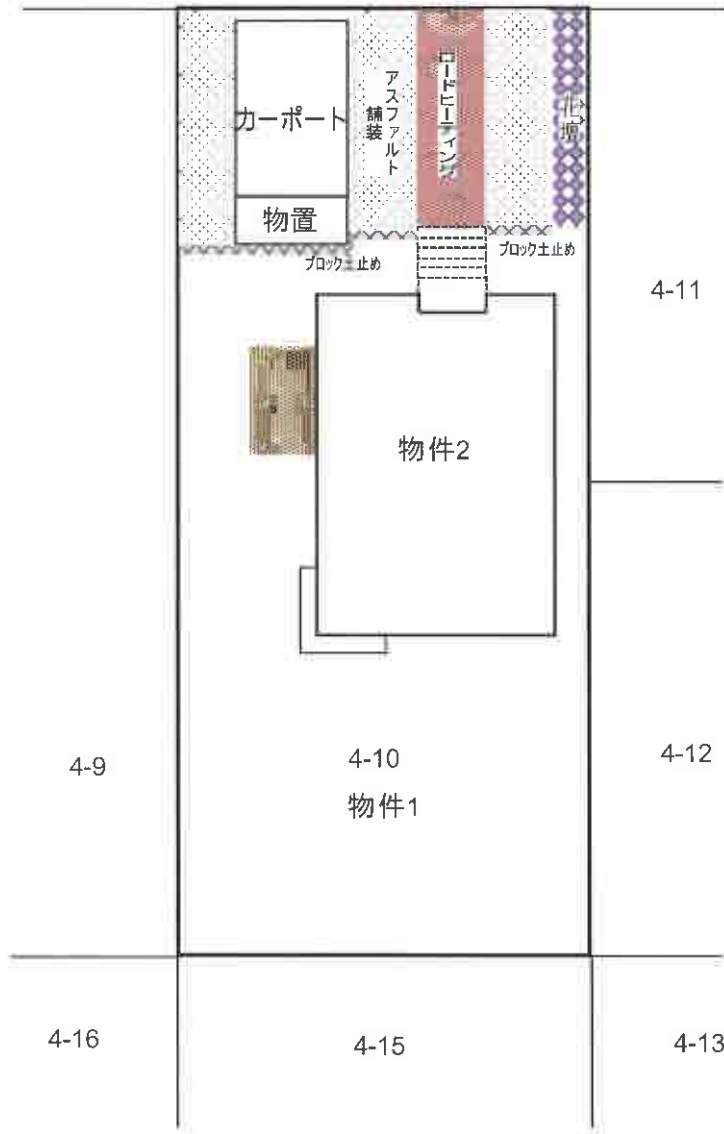 カーポート
アスファルト
舗装
ロードヒーティング
花壇
物置
ブロック土止め
ブロック土止め
4-11
物件2
4-9
4-10
4-12
物件1
4-16
4-15
4-13